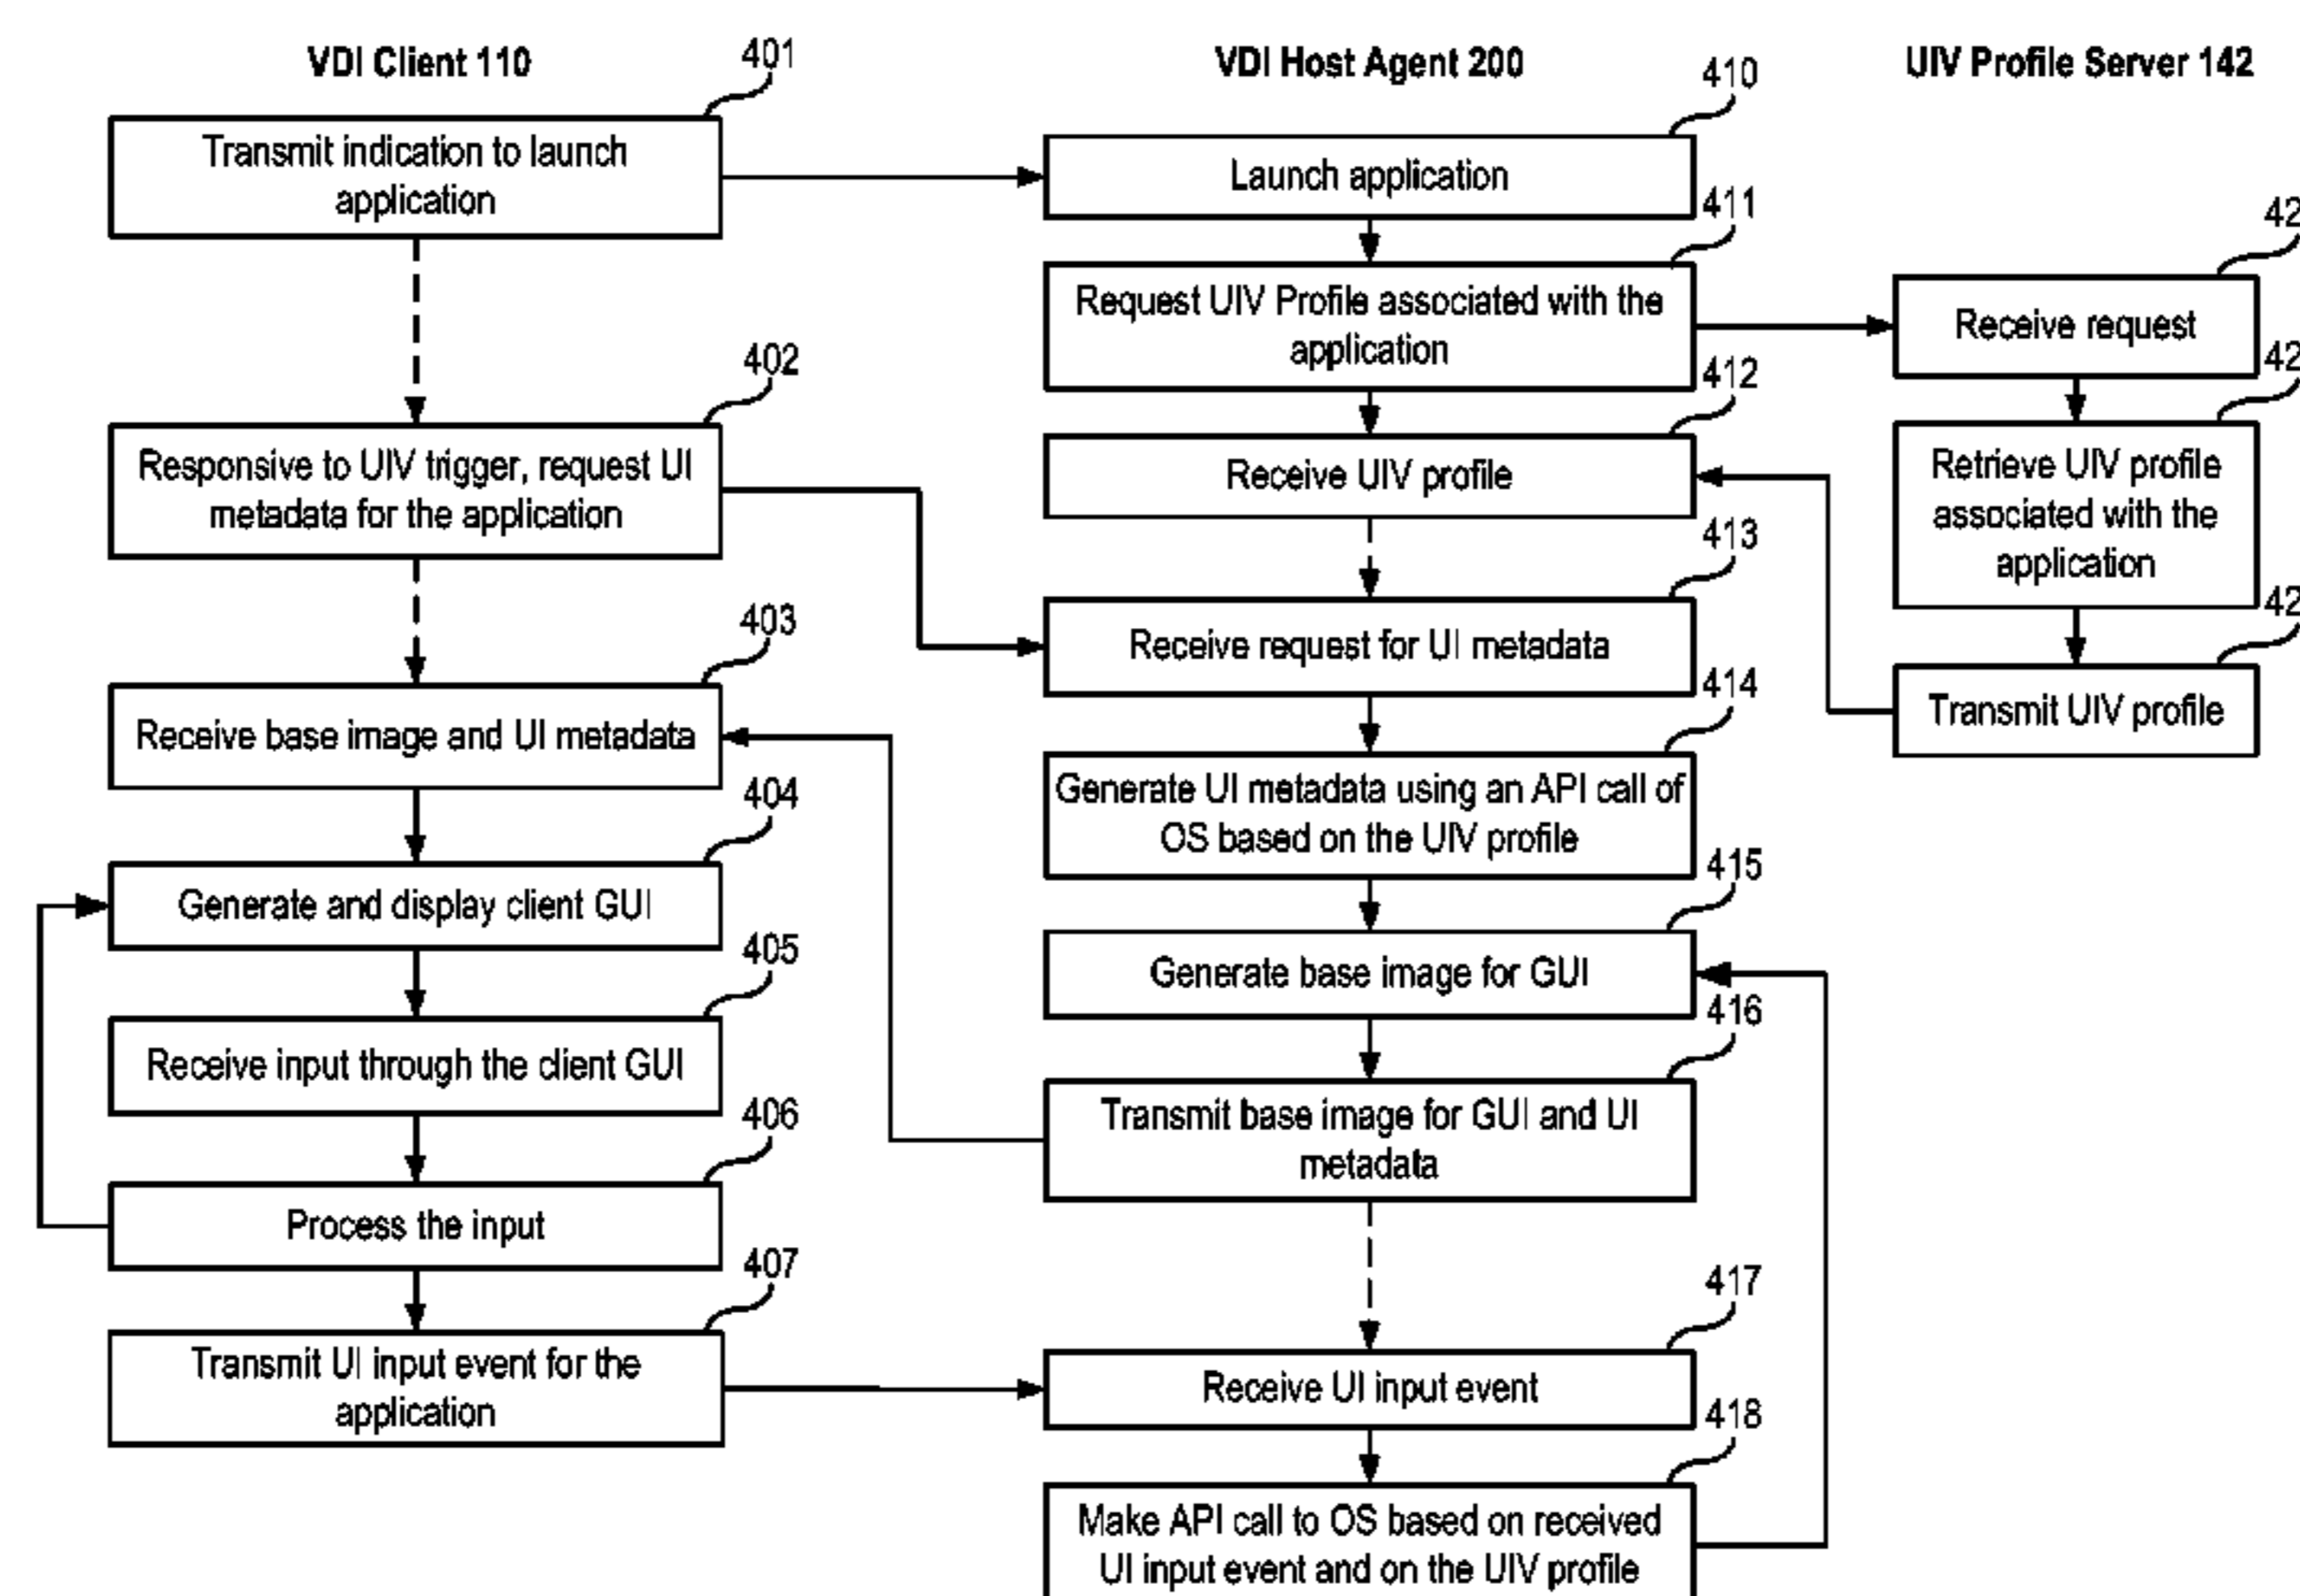 VDI Client 110
401
Transmit indication to launch
application
402
Responsive to UIV trigger, request UI
metadata for the application
403
Receive base image and UI metadata
404
Generate and display client GUI
405
Receive input through the client GUI
406
Process the input
407
Transmit UI input event for the
application
VDI Host Agent 200
410
Launch application
411
Request UIV Profile associated with the
application
412
Receive UIV profile
413
Receive request for UI metadata
414
Generate UI metadata using an API call of
OS based on the UIV profile
415
Generate base image for GUI
416
Transmit base image for GUI and UI
metadata
417
Receive UI input event
418
Make API call to OS based on received
UI input event and on the UIV profile
UIV Profile Server 142
42
Receive request
42
Retrieve UIV profile
associated with the
application
42
Transmit UIV profile